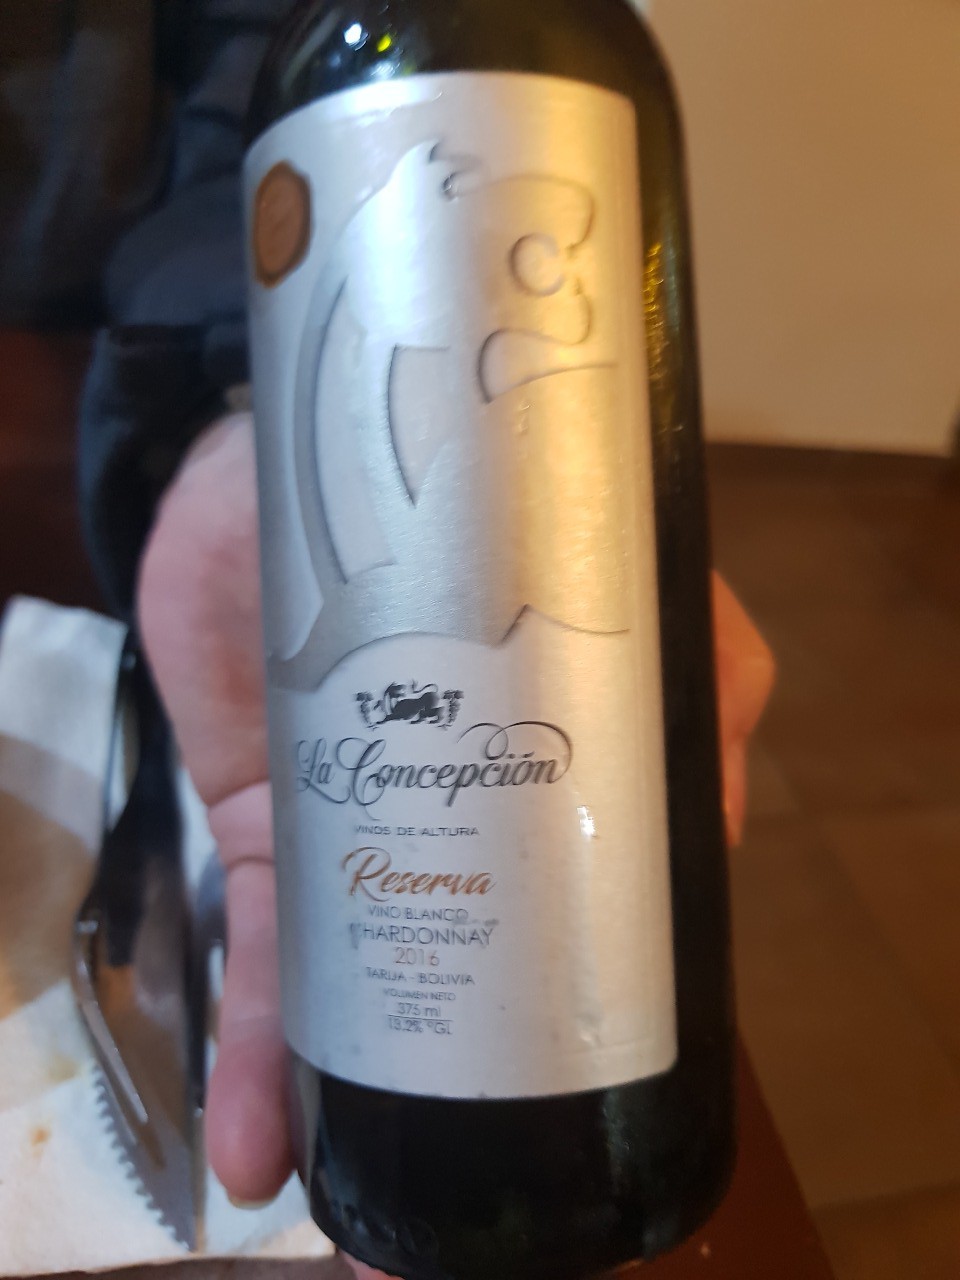 La Concepción
VINOS DE ALTURA
Reserva
VINO BLANCO
CHARDONNAY
2016
TARIJA - BOLIVIA
VOLUMEN NETO
375 ml
13,2% °GL